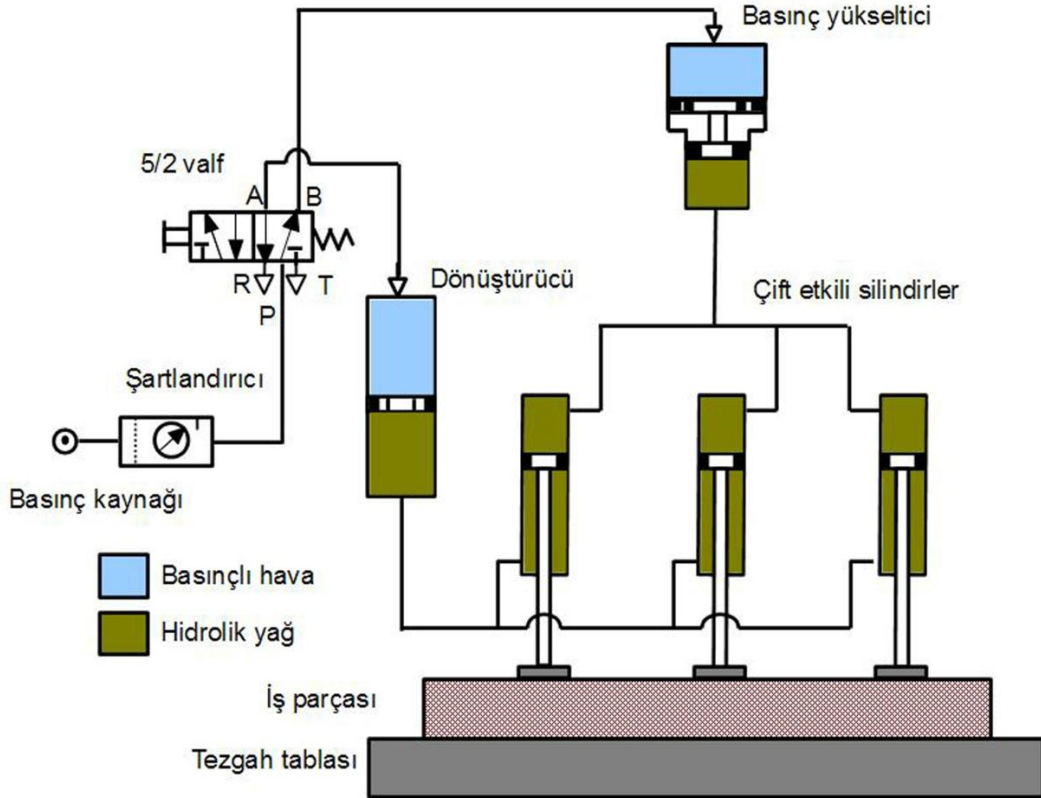 Basınç yükseltici
5/2 valf
A
B
R
T
P
Dönüştürücü
Çift etkili silindirler
Şartlandırıcı
Basınç kaynağı
Basınçlı hava
Hidrolik yağ
İş parçası
Tezgah tablası